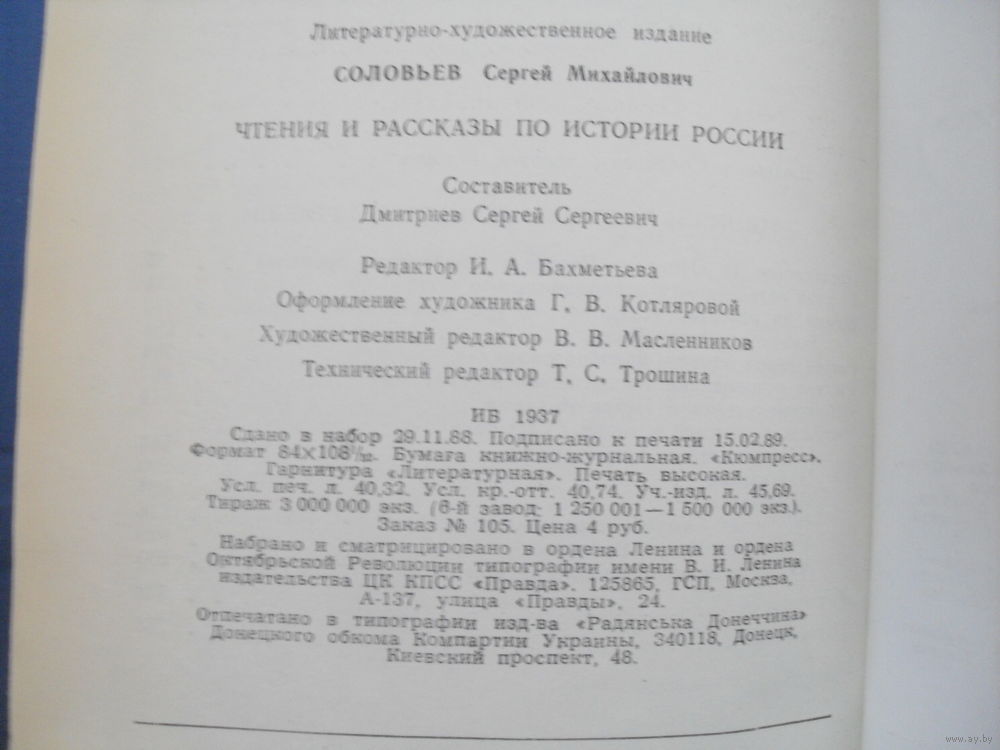 Литературно-художественное издание
СОЛОВЬЕВ Сергей Михайлович
ЧТЕНИЯ И РАССКАЗЫ ПО ИСТОРИИ РОССИИ
Составитель
Дмитриев Сергей Сергеевич
Редактор И. А. Бахметьева
Оформление художника Г. В. Котляровой
Художественный редактор В. В. Масленников
Технический редактор Т. С. Трошина
ИБ 1937
Сдано в набор 29.11.88. Подписано к печати 15.02.89.
Формат 84×108¹/₃₂. Бумага книжно-журнальная. «Кюмпресс».
Гарнитура «Литературная». Печать высокая.
Усл. печ. л. 40,32. Усл. кр.-отт. 40,74. Уч.-изд. л. 45,69.
Тираж 3 000 000 экз. (6-й завод: 1 250 001—1 500 000 экз.).
Заказ № 105. Цена 4 руб.
Набрано и сматрицировано в ордена Ленина и ордена
Октябрьской Революции типографии имени В. И. Ленина
издательства ЦК КПСС «Правда». 125865, ГСП, Москва,
А-137, улица «Правды», 24.
Отпечатано в типографии изд-ва «Радянська Донеччина»
Донецкого обкома Компартии Украины, 340118, Донецк,
Киевский проспект, 48.
www.ay.by